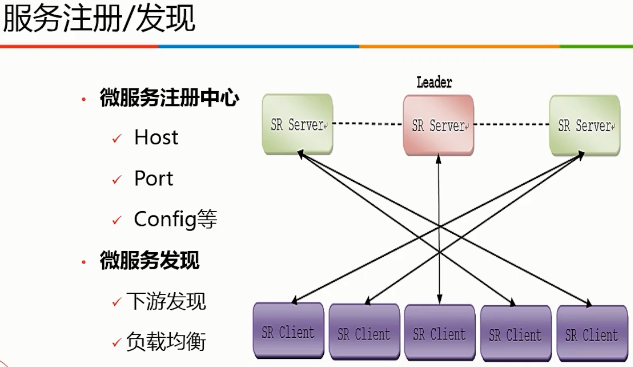 服务注册/发现
微服务注册中心
Host
Port
Config等
微服务发现
下游发现
负载均衡
Leader
SR Server
SR Server
SR Server
SR Client
SR Client
SR Client
SR Client
SR Client